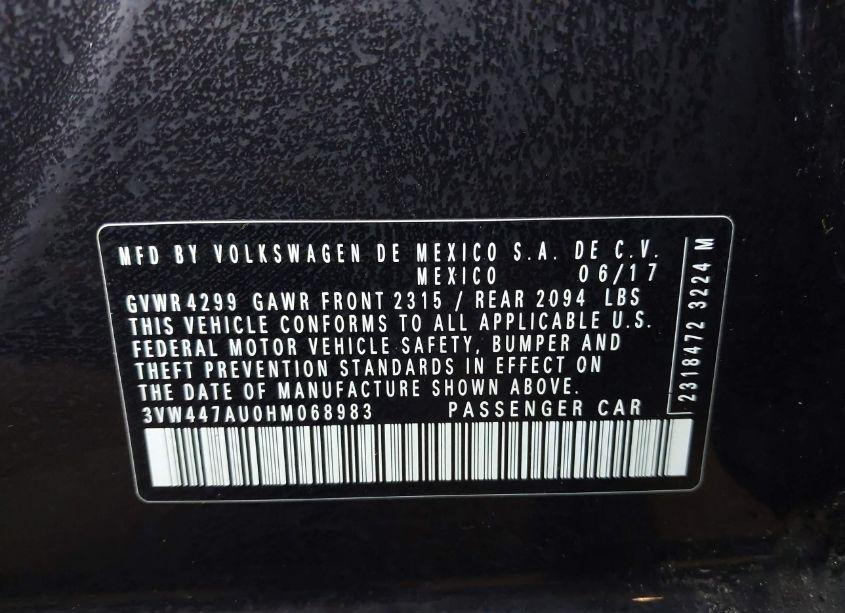 MFD BY VOLKSWAGEN DE MEXICO S.A. DE C.V.
MEXICO 06/17
GVWR 4299 GAWR FRONT 2315 / REAR 2094 LBS
THIS VEHICLE CONFORMS TO ALL APPLICABLE U.S.
FEDERAL MOTOR VEHICLE SAFETY, BUMPER AND
THEFT PREVENTION STANDARDS IN EFFECT ON
THE DATE OF MANUFACTURE SHOWN ABOVE.
3VW447AU0HM068983 PASSENGER CAR
2318472 3224 M